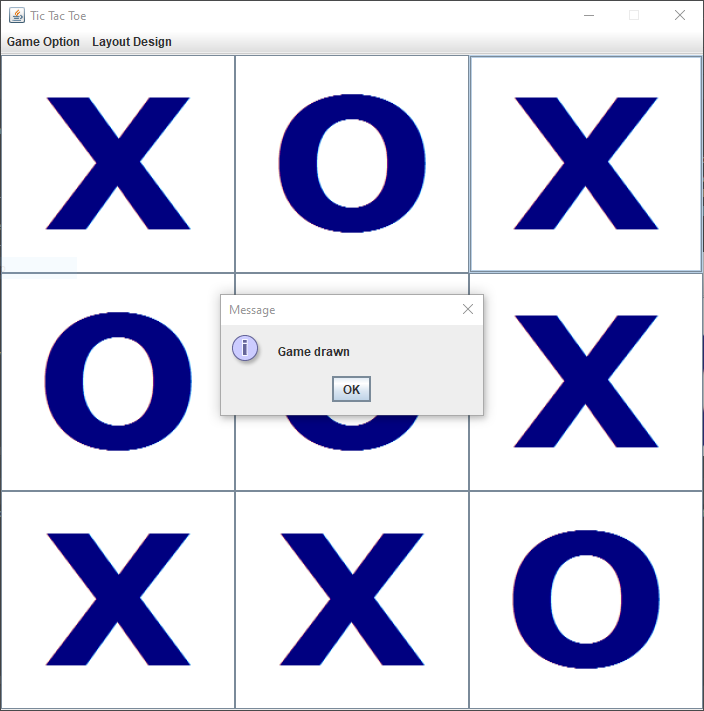 Tic Tac Toe
Game Option Layout Design
X O X
Message
i Game drawn
OK
O O X
X X O